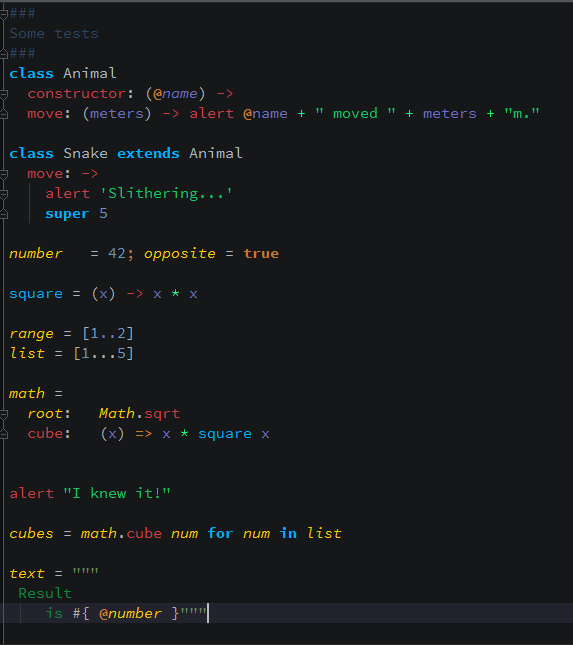 ###
Some tests
###
class Animal
  constructor: (@name) ->
  move: (meters) -> alert @name + " moved " + meters + "m."

class Snake extends Animal
  move: ->
    alert 'Slithering...'
    super 5

number   = 42; opposite = true

square = (x) -> x * x

range = [1..2]
list = [1...5]

math =
  root:   Math.sqrt
  cube:   (x) => x * square x


alert "I knew it!"

cubes = math.cube num for num in list

text = """
 Result
    is #{ @number }"""